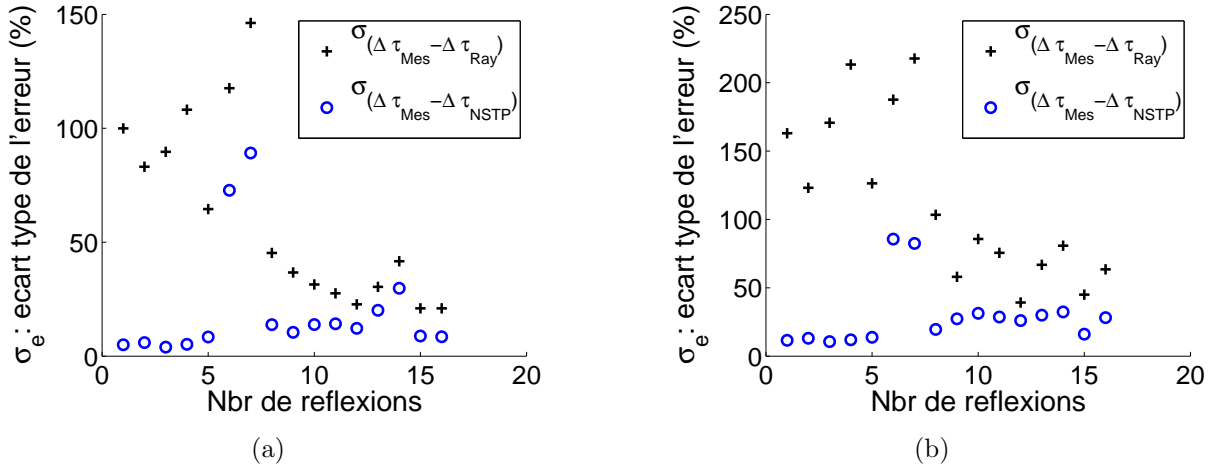 150
100
50
0
0 5 10 15 20
σe : ecart type de l'erreur (%)
Nbr de reflexions
σ(Δ τMes−Δ τRay)
σ(Δ τMes−Δ τNSTP)
(a)
250
200
150
100
50
0
0 5 10 15 20
σe : ecart type de l'erreur (%)
Nbr de reflexions
σ(Δ τMes−Δ τRay)
σ(Δ τMes−Δ τNSTP)
(b)